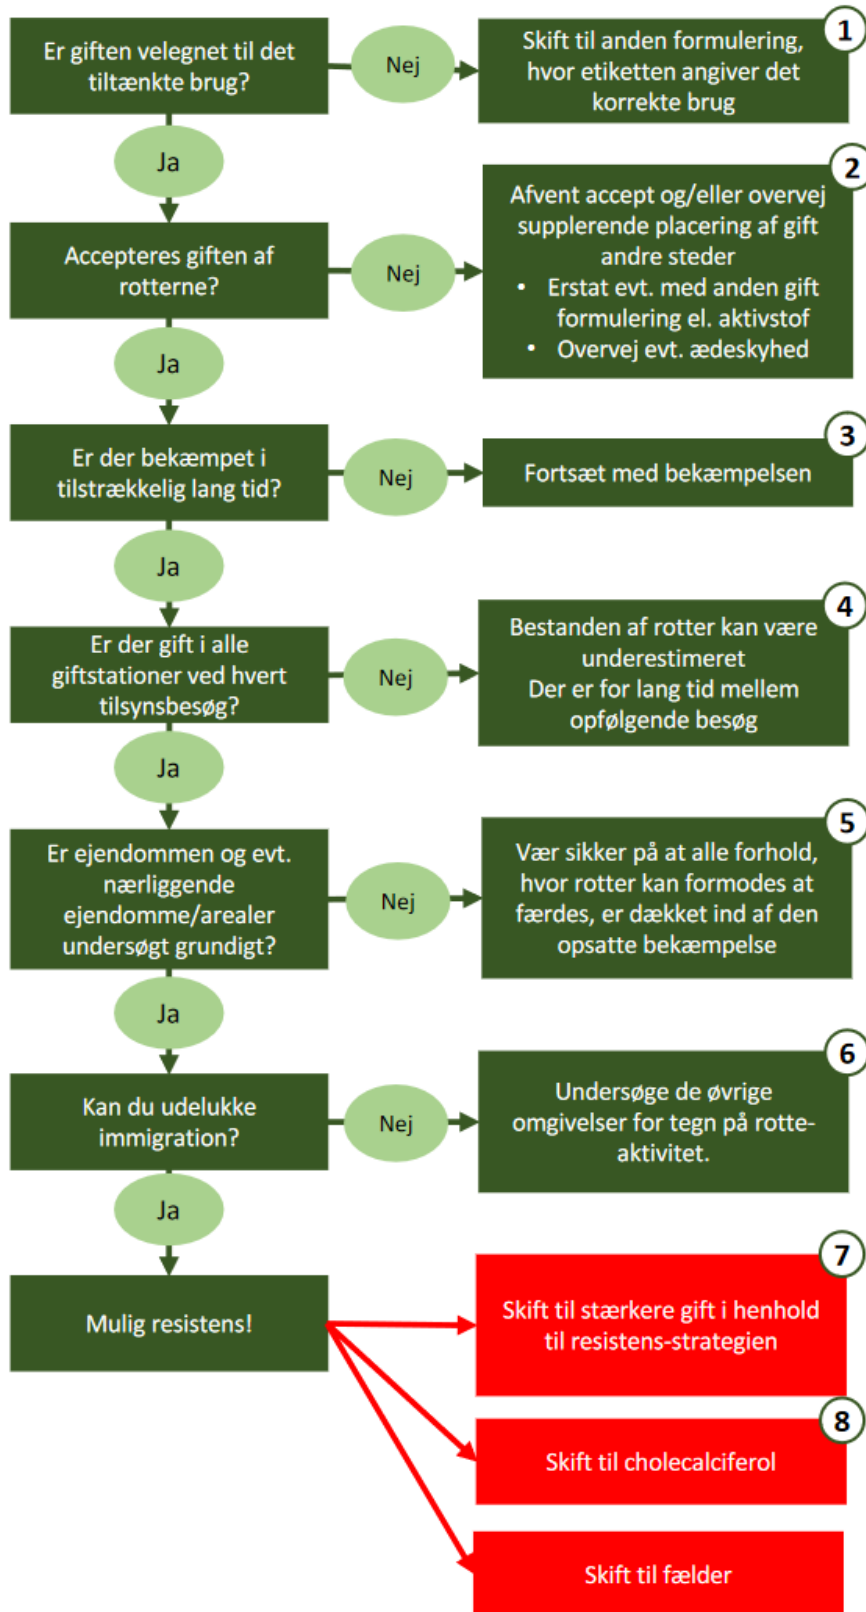 Er giften velegnet til det
tiltænkte brug?
Nej
1
Skift til anden formulering,
hvor etiketten angiver det
korrekte brug
Ja
Accepteres giften af
rotterne?
Nej
2
Afvent accept og/eller overvej
supplerende placering af gift
andre steder
• Erstat evt. med anden gift
formulering el. aktivstof
• Overvej evt. ædeskyhed
Ja
Er der bekæmpet i
tilstrækkelig lang tid?
Nej
3
Fortsæt med bekæmpelsen
Ja
Er der gift i alle
giftstationer ved hvert
tilsynsbesøg?
Nej
4
Bestanden af rotter kan være
underestimeret
Der er for lang tid mellem
opfølgende besøg
Ja
Er ejendommen og evt.
nærliggende
ejendomme/arealer
undersøgt grundigt?
Nej
5
Vær sikker på at alle forhold,
hvor rotter kan formodes at
færdes, er dækket ind af den
opsatte bekæmpelse
Ja
Kan du udelukke
immigration?
Nej
6
Undersøge de øvrige
omgivelser for tegn på rotte-
aktivitet.
Ja
Mulig resistens!
7
Skift til stærkere gift i henhold
til resistens-strategien
8
Skift til cholecalciferol
Skift til fælder